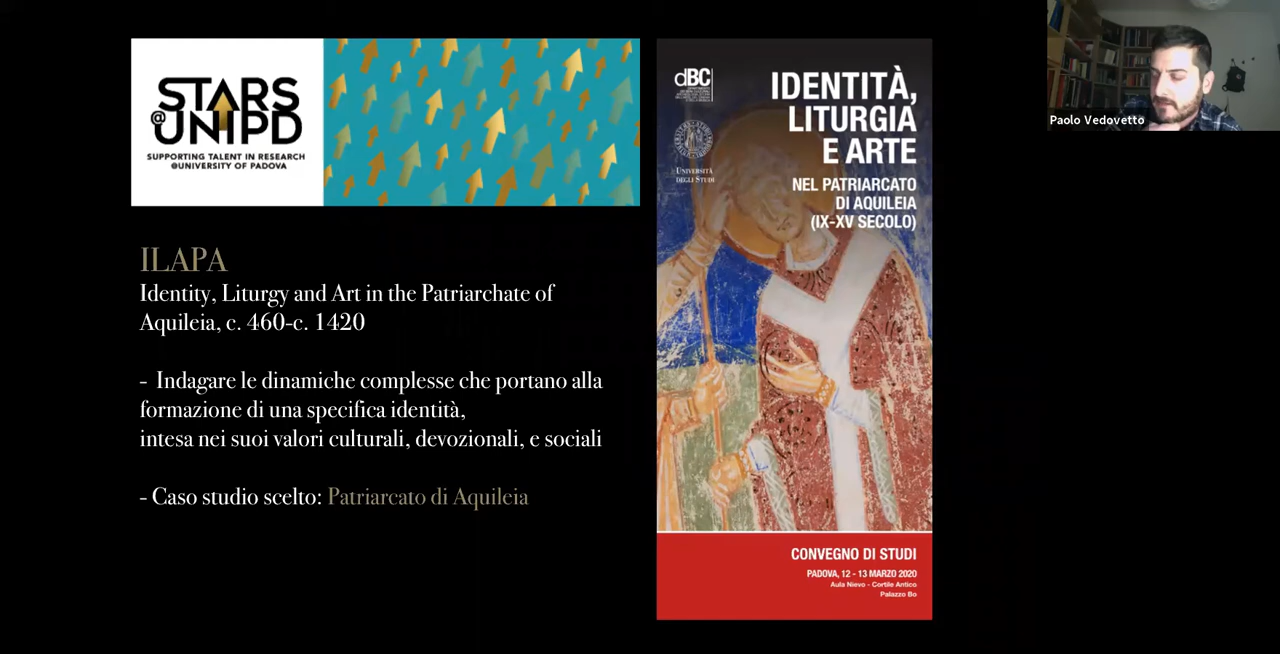 STARS
@UNIPD
SUPPORTING TALENT IN RESEARCH
@UNIVERSITY OF PADOVA
ILAPA
Identity, Liturgy and Art in the Patriarchate of
Aquileia, c. 460-c. 1420
- Indagare le dinamiche complesse che portano alla
formazione di una specifica identità,
intesa nei suoi valori culturali, devozionali, e sociali
- Caso studio scelto: Patriarcato di Aquileia
dBC
UNIVERSITÀ
DEGLI STUDI
IDENTITÀ,
LITURGIA
E ARTE
NEL PATRIARCATO
DI AQUILEIA
(IX-XV SECOLO)
CONVEGNO DI STUDI
PADOVA, 12 - 13 MARZO 2020
Aula Nievo - Cortile Antico
Palazzo Bo
Paolo Vedovetto